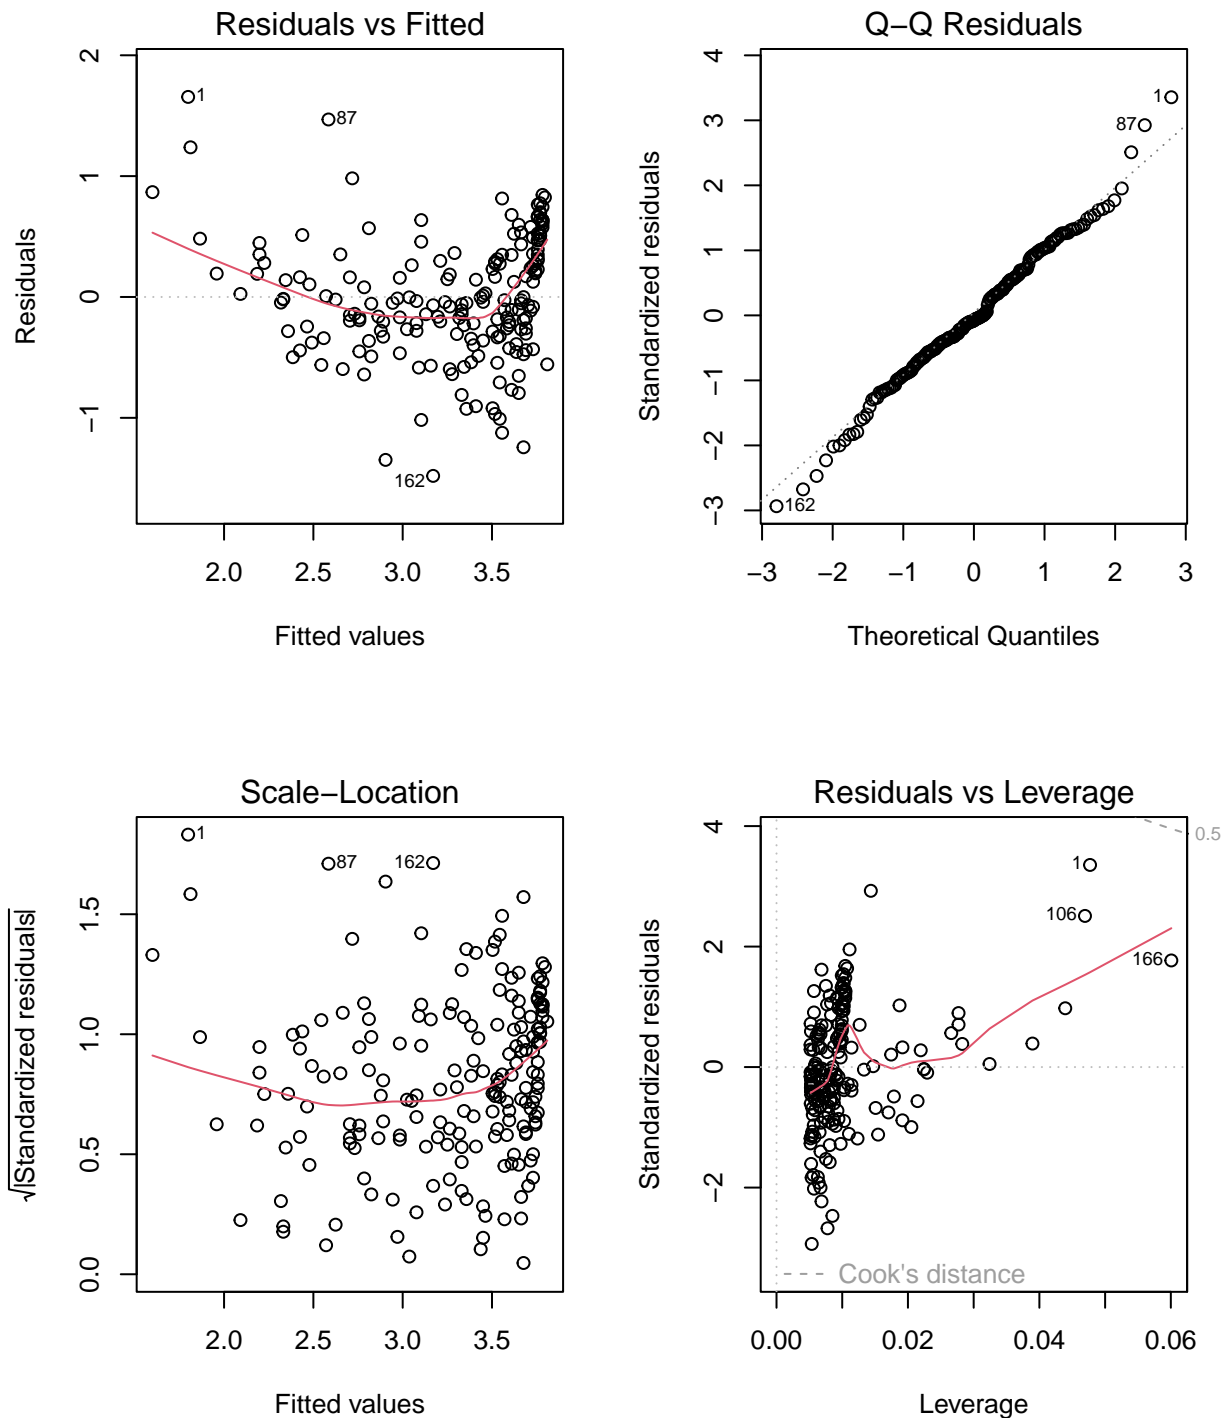 Residuals vs Fitted
Residuals
2
1
0
−1
1
87
162
2.0 2.5 3.0 3.5
Fitted values
Q−Q Residuals
Standardized residuals
4
3
2
1
0
−1
−2
−3
1
87
162
−3 −2 −1 0 1 2 3
Theoretical Quantiles
Scale−Location
√|Standardized residuals|
1.5
1.0
0.5
0.0
1
87
162
2.0 2.5 3.0 3.5
Fitted values
Residuals vs Leverage
Standardized residuals
4
2
0
−2
0.5
1
106
166
Cook's distance
0.00 0.02 0.04 0.06
Leverage